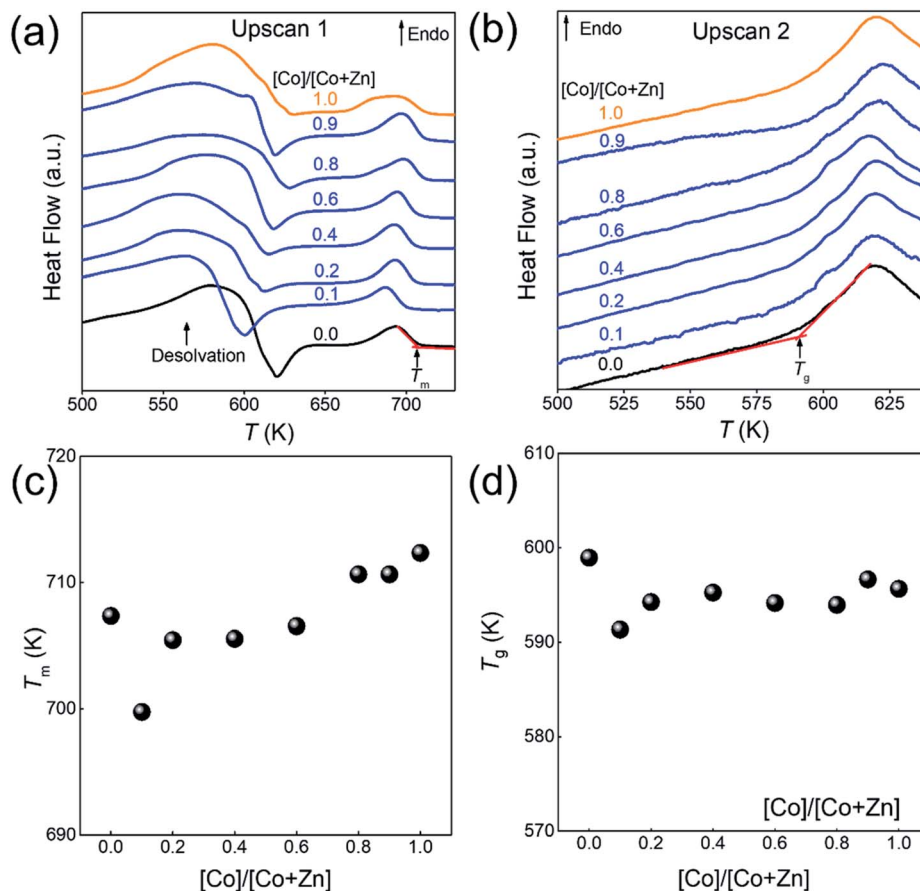 (a)
Upscan 1
Endo
[Co]/[Co+Zn]
1.0
0.9
0.8
0.6
0.4
0.2
0.1
0.0
Desolvation
Tm
Heat Flow (a.u.)
500 550 600 650 700
T (K)
(b)
Endo
Upscan 2
[Co]/[Co+Zn]
1.0
0.9
0.8
0.6
0.4
0.2
0.1
0.0
Tg
Heat Flow (a.u.)
500 525 550 575 600 625
T (K)
(c)
720
710
700
690
Tm (K)
0.0 0.2 0.4 0.6 0.8 1.0
[Co]/[Co+Zn]
(d)
610
600
590
580
570
Tg (K)
[Co]/[Co+Zn]
0.0 0.2 0.4 0.6 0.8 1.0
[Co]/[Co+Zn]